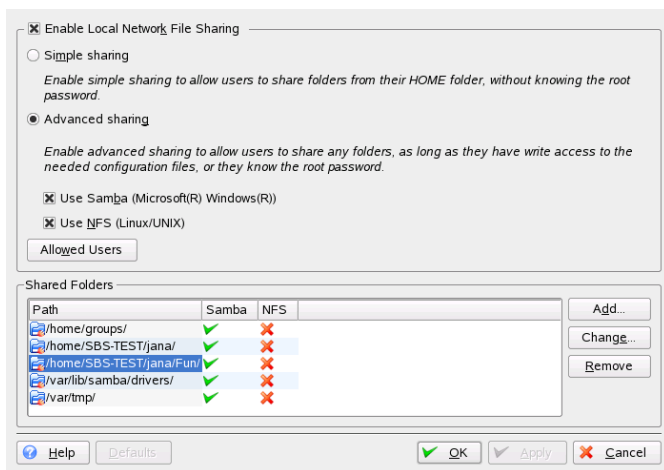 Enable Local Network File Sharing
Simple sharing
Enable simple sharing to allow users to share folders from their HOME folder, without knowing the root
password.
Advanced sharing
Enable advanced sharing to allow users to share any folders, as long as they have write access to the
needed configuration files, or they know the root password.
Use Samba (Microsoft(R) Windows(R))
Use NFS (Linux/UNIX)
Allowed Users
Shared Folders
Path Samba NFS
/home/groups/
/home/SBS-TEST/jana/
/home/SBS-TEST/jana/Fun/
/var/lib/samba/drivers/
/var/tmp/
Add...
Change...
Remove
Help Defaults OK Apply Cancel